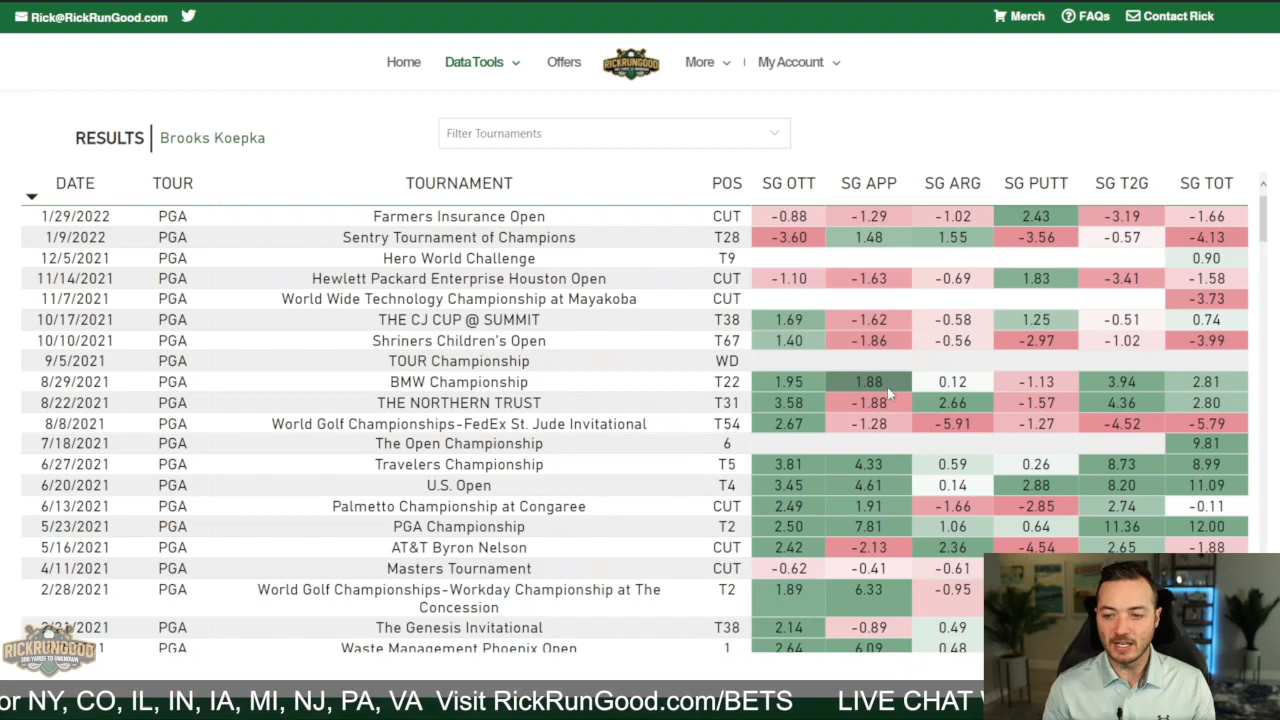 Rick@RickRunGood.com Merch FAQs Contact Rick
Home Data Tools Offers RICKRUNGOOD More | My Account
RESULTS | Brooks Koepka Filter Tournaments
DATE TOUR TOURNAMENT POS SG OTT SG APP SG ARG SG PUTT SG T2G SG TOT
1/29/2022 PGA Farmers Insurance Open CUT -0.88 -1.29 -1.02 2.43 -3.19 -1.66
1/9/2022 PGA Sentry Tournament of Champions T28 -3.60 1.48 1.55 -3.56 -0.57 -4.13
12/5/2021 PGA Hero World Challenge T9 0.90
11/14/2021 PGA Hewlett Packard Enterprise Houston Open CUT -1.10 -1.63 -0.69 1.83 -3.41 -1.58
11/7/2021 PGA World Wide Technology Championship at Mayakoba CUT -3.73
10/17/2021 PGA THE CJ CUP @ SUMMIT T38 1.69 -1.62 -0.58 1.25 -0.51 0.74
10/10/2021 PGA Shriners Children's Open T67 1.40 -1.86 -0.56 -2.97 -1.02 -3.99
9/5/2021 PGA TOUR Championship WD
8/29/2021 PGA BMW Championship T22 1.95 1.88 0.12 -1.13 3.94 2.81
8/22/2021 PGA THE NORTHERN TRUST T31 3.58 -1.88 2.66 -1.57 4.36 2.80
8/8/2021 PGA World Golf Championships-FedEx St. Jude Invitational T54 2.67 -1.28 -5.91 -1.27 -4.52 -5.79
7/18/2021 PGA The Open Championship 6 9.81
6/27/2021 PGA Travelers Championship T5 3.81 4.33 0.59 0.26 8.73 8.99
6/20/2021 PGA U.S. Open T4 3.45 4.61 0.14 2.88 8.20 11.09
6/13/2021 PGA Palmetto Championship at Congaree CUT 2.49 1.91 -1.66 -2.85 2.74 -0.11
5/23/2021 PGA PGA Championship T2 2.50 7.81 1.06 0.64 11.36 12.00
5/16/2021 PGA AT&T Byron Nelson CUT 2.42 -2.13 2.36 -4.54 2.65 -1.88
4/11/2021 PGA Masters Tournament CUT -0.62 -0.41 -0.61
2/28/2021 PGA World Golf Championships-Workday Championship at The T2 1.89 6.33 -0.95
Concession
/2021 PGA The Genesis Invitational T38 2.14 -0.89 0.49
PGA Waste Management Phoenix Open 1 2.64 6.09 0.48
RICKRUNGOOD
300 YARDS TO UNKNOWN
or NY, CO, IL, IN, IA, MI, NJ, PA, VA Visit RickRunGood.com/BETS LIVE CHAT